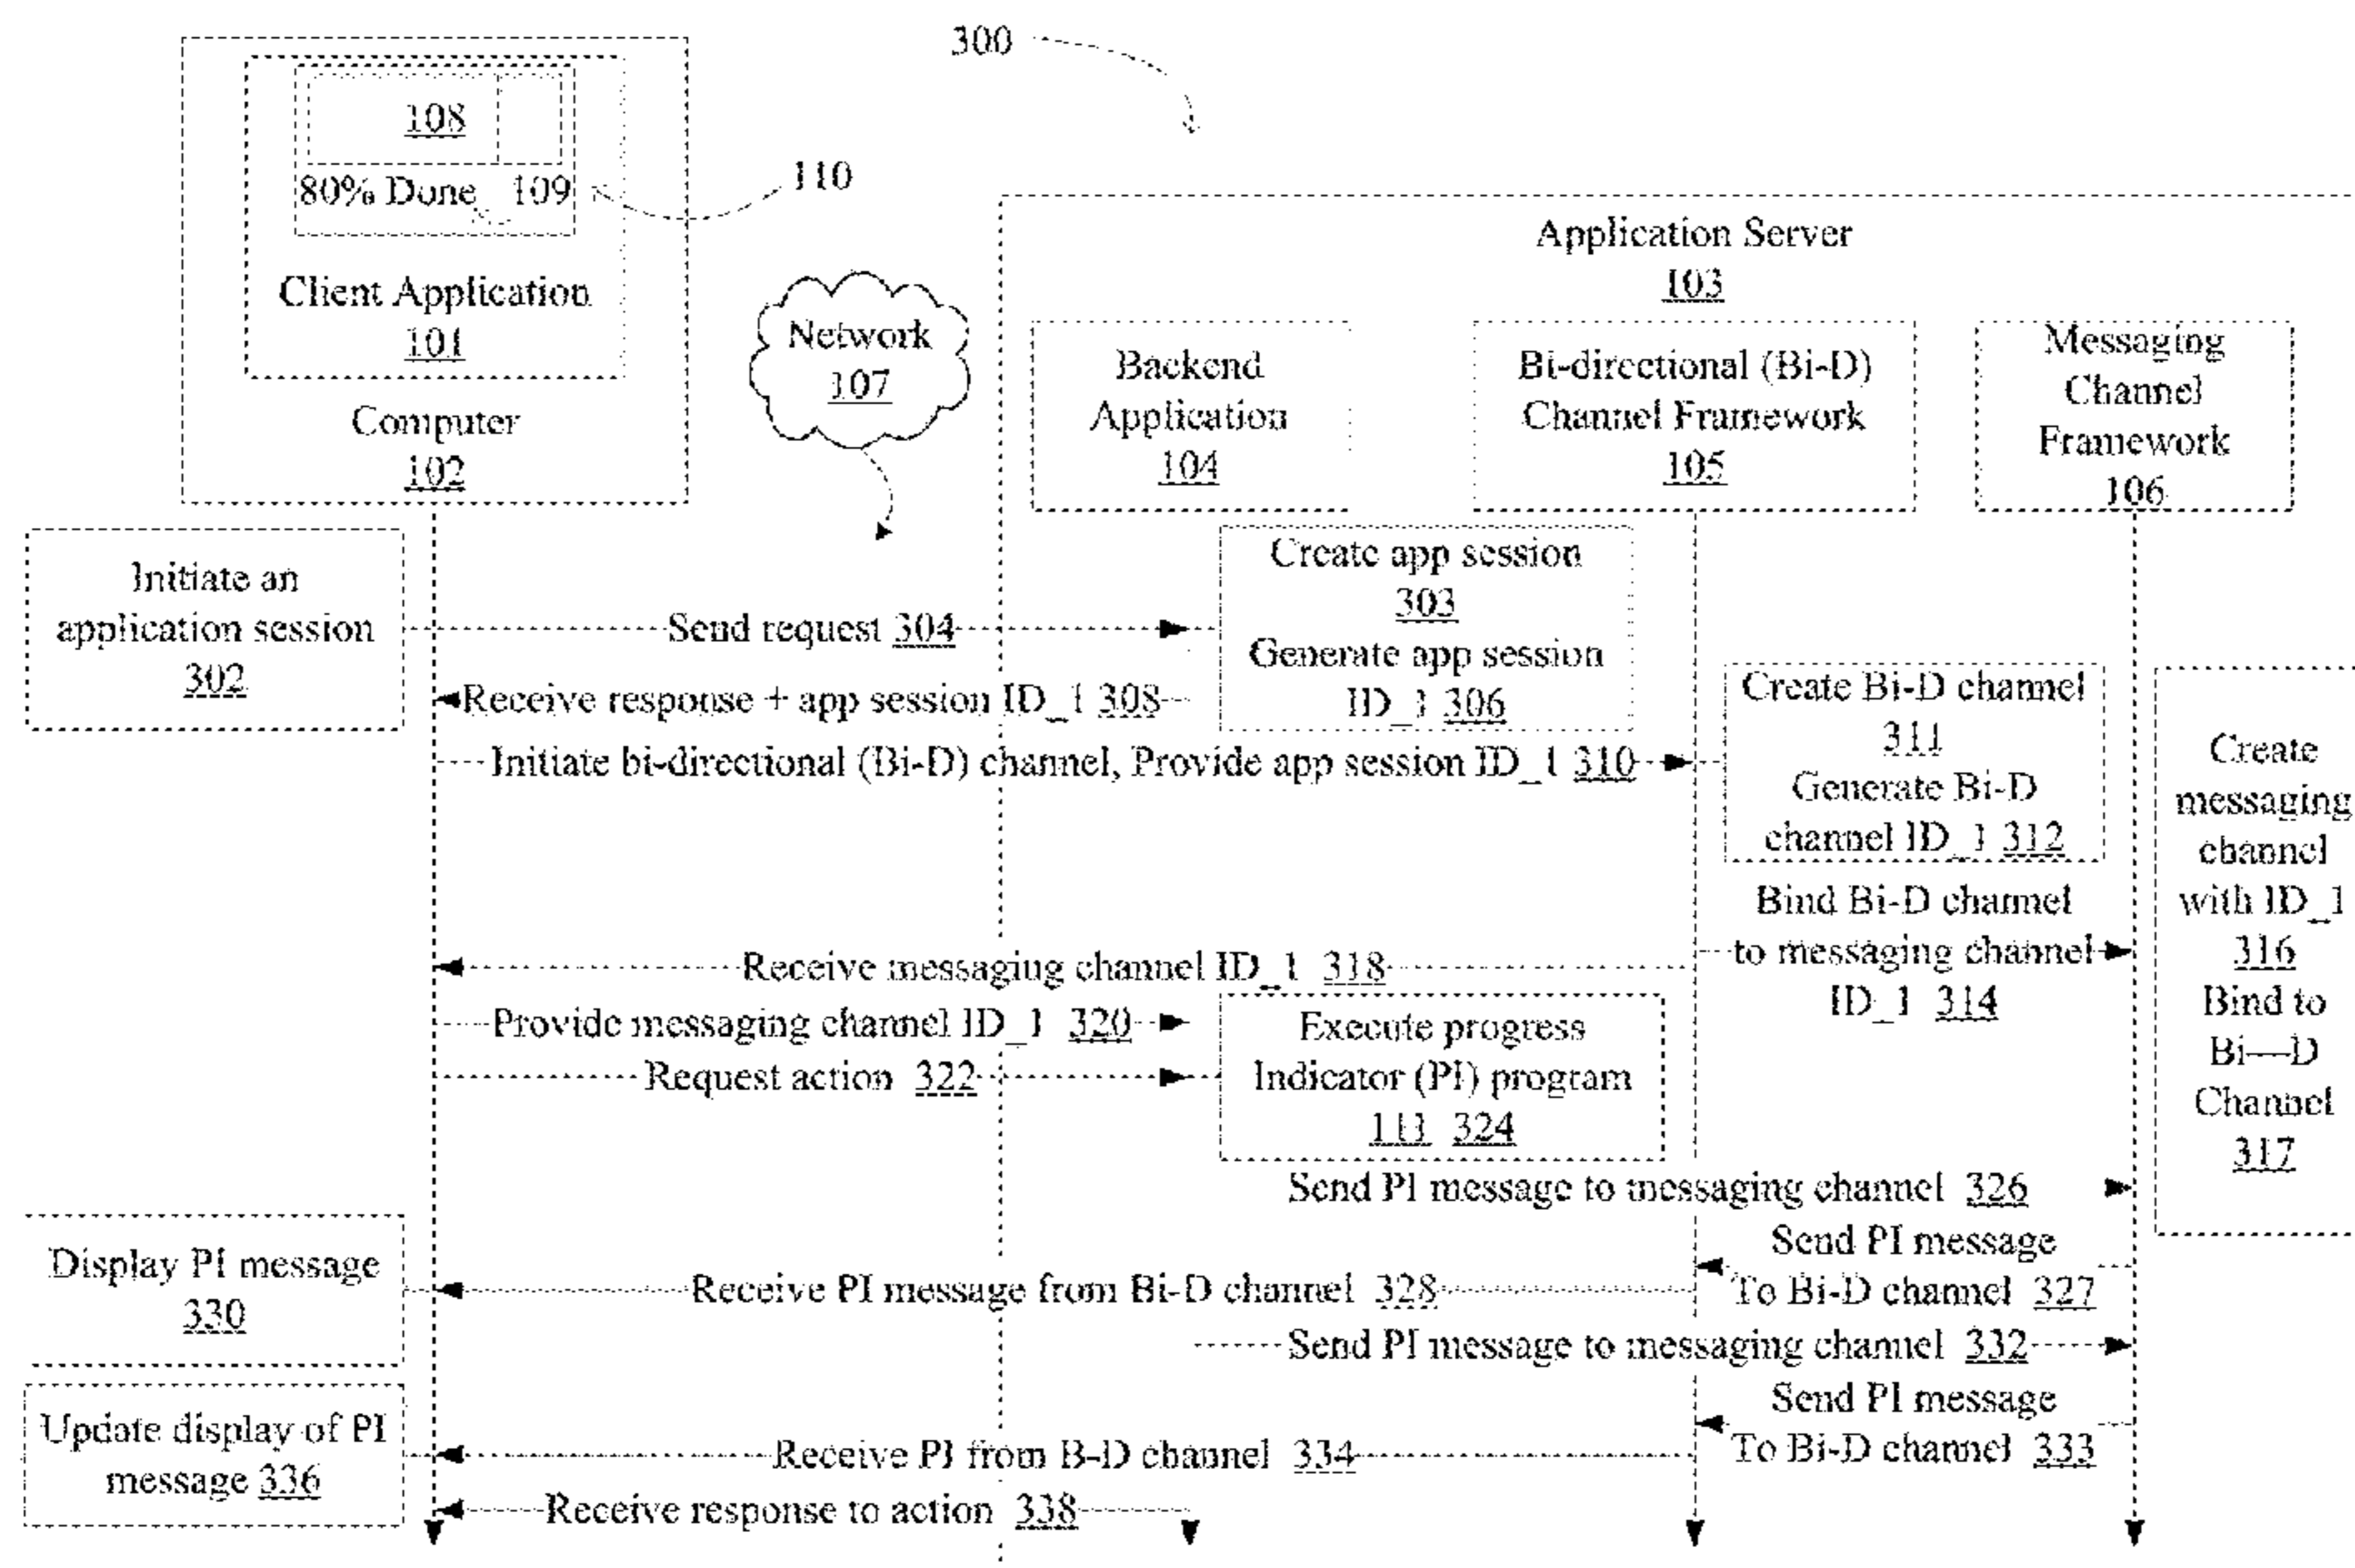 300
108
80% Done 109
110
Client Application
101
Computer
102
Network
107
Application Server
103
Backend
Application
104
Bi-directional (Bi-D)
Channel Framework
105
Messaging
Channel
Framework
106
Initiate an
application session
302
Send request 304
Create app session
303
Generate app session
ID_1 306
Receive response + app session ID_1 308
Initiate bi-directional (Bi-D) channel, Provide app session ID_1 310
Create Bi-D channel
311
Generate Bi-D
channel ID_1 312
Bind Bi-D channel
to messaging channel
ID_1 314
Create
messaging
channel
with ID_1
316
Bind to
Bi—D
Channel
317
Receive messaging channel ID_1 318
Provide messaging channel ID_1 320
Request action 322
Execute progress
Indicator (PI) program
111 324
Send PI message to messaging channel 326
Send PI message
To Bi-D channel 327
Receive PI message from Bi-D channel 328
Display PI message
330
Send PI message to messaging channel 332
Send PI message
To Bi-D channel 333
Receive PI from B-D channel 334
Update display of PI
message 336
Receive response to action 338